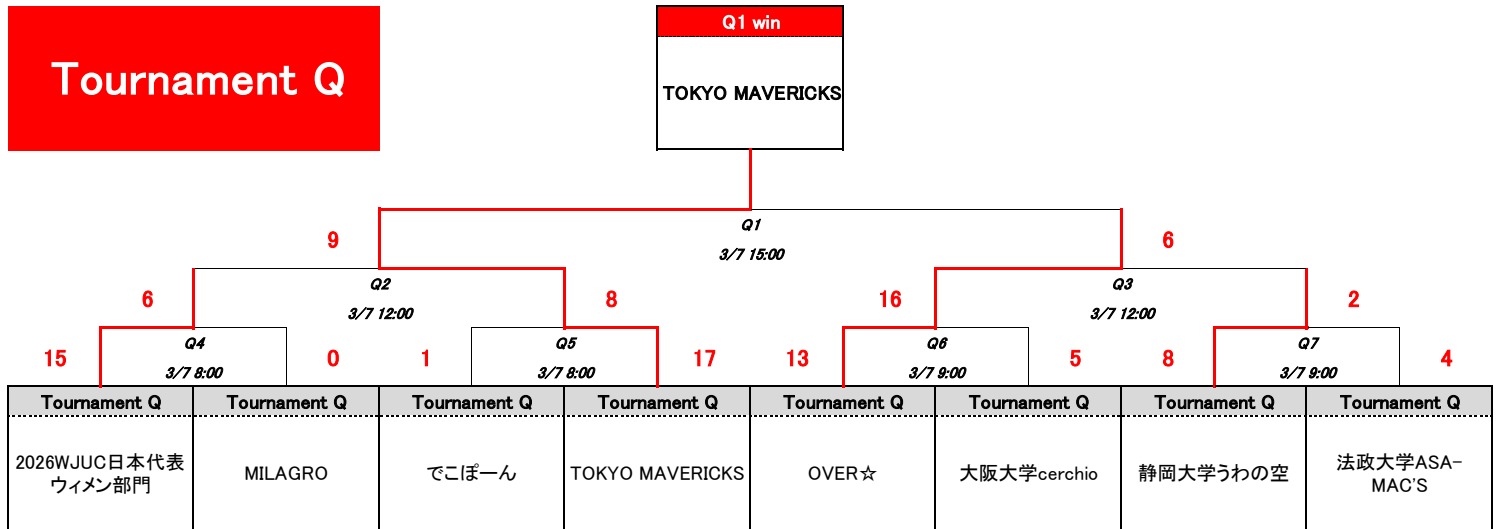 Q1 win
Tournament Q
TOKYO MAVERICKS
Q1
9
6
3/7 15:00
Q2
Q3
6
8
16
2
3/7 12:00
3/7 12:00
Q4
Q5
Q6
Q7
15
0
1
17
13
5
8
4
3/7 8:00
3/7 8:00
3/7 9:00
3/7 9:00
Tournament Q
Tournament Q
Tournament Q
Tournament Q
Tournament Q
Tournament Q
Tournament Q
Tournament Q
2026WJUC日本代表
ウィメン部門
MILAGRO
でこぽーん
TOKYO MAVERICKS
OVER☆
大阪大学cerchio
静岡大学うわの空
法政大学ASA-
MAC'S